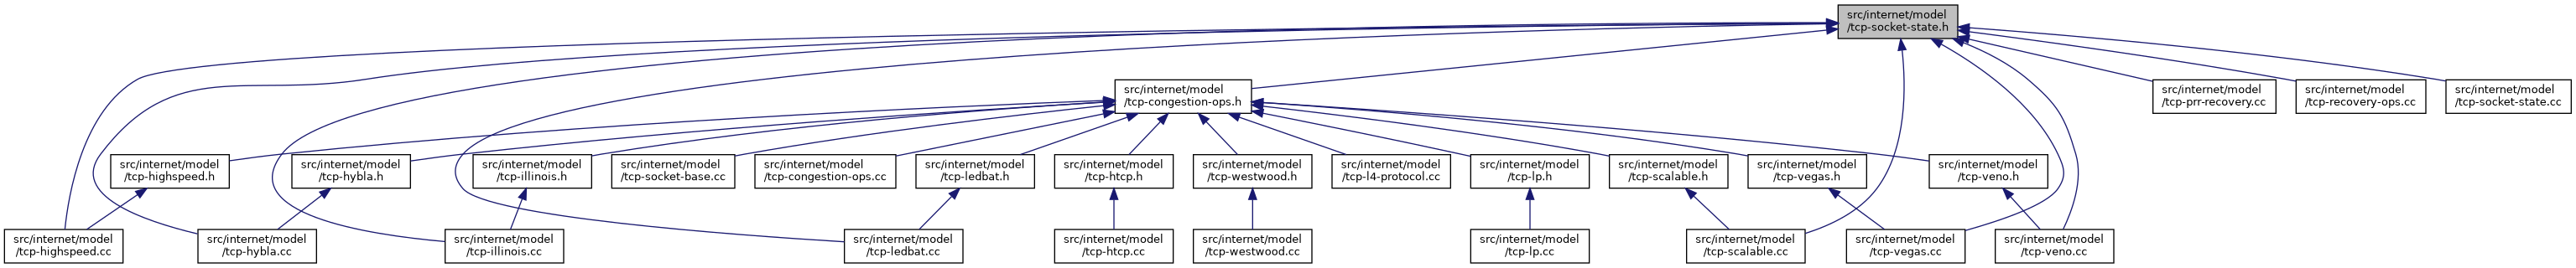 src/internet/model
/tcp-socket-state.h
src/internet/model
/tcp-congestion-ops.h
src/internet/model
/tcp-prr-recovery.cc
src/internet/model
/tcp-recovery-ops.cc
src/internet/model
/tcp-socket-state.cc
src/internet/model
/tcp-highspeed.h
src/internet/model
/tcp-hybla.h
src/internet/model
/tcp-illinois.h
src/internet/model
/tcp-socket-base.cc
src/internet/model
/tcp-congestion-ops.cc
src/internet/model
/tcp-ledbat.h
src/internet/model
/tcp-htcp.h
src/internet/model
/tcp-westwood.h
src/internet/model
/tcp-l4-protocol.cc
src/internet/model
/tcp-lp.h
src/internet/model
/tcp-scalable.h
src/internet/model
/tcp-vegas.h
src/internet/model
/tcp-veno.h
src/internet/model
/tcp-highspeed.cc
src/internet/model
/tcp-hybla.cc
src/internet/model
/tcp-illinois.cc
src/internet/model
/tcp-ledbat.cc
src/internet/model
/tcp-htcp.cc
src/internet/model
/tcp-westwood.cc
src/internet/model
/tcp-lp.cc
src/internet/model
/tcp-scalable.cc
src/internet/model
/tcp-vegas.cc
src/internet/model
/tcp-veno.cc